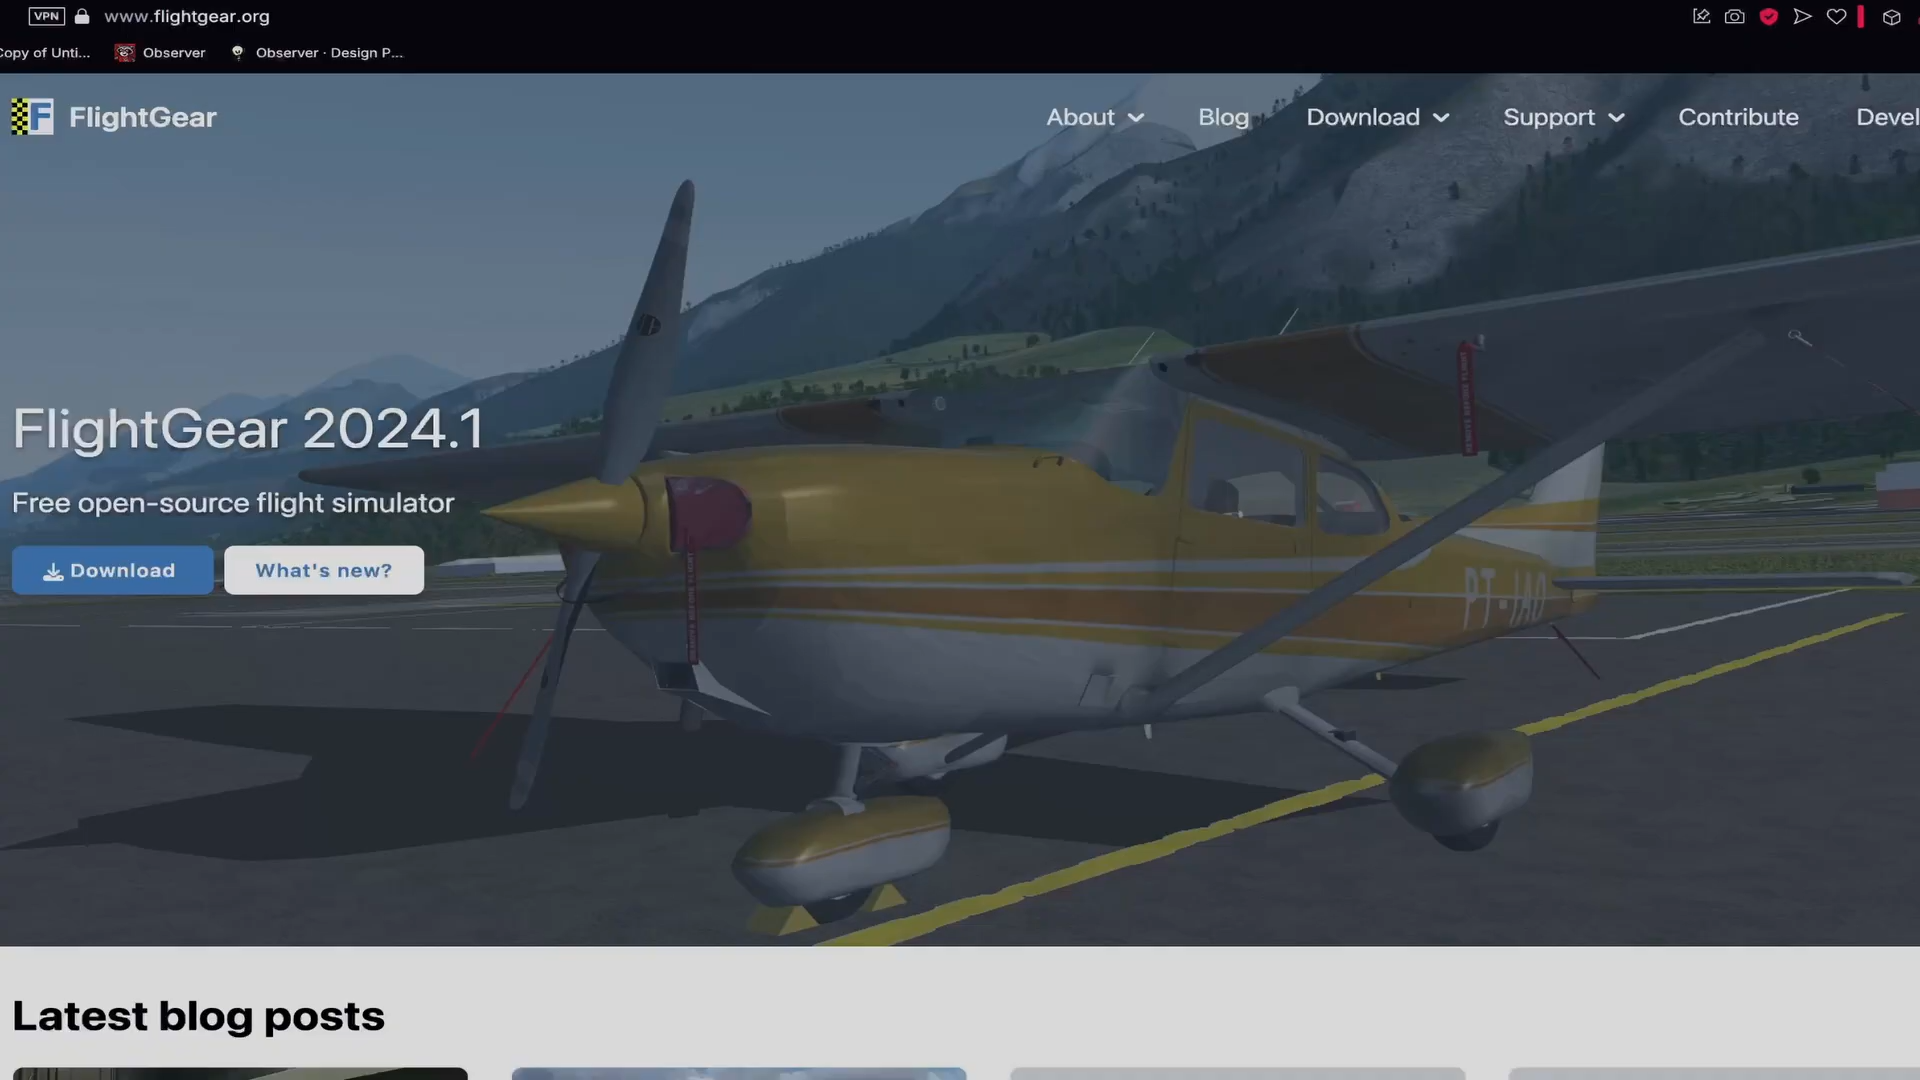 VPN www.flightgear.org
Copy of Unti... Observer Observer · Design P...
FlightGear About Blog Download Support Contribute Devel
FlightGear 2024.1
Free open-source flight simulator
Download What's new?
PT-JAO
Latest blog posts